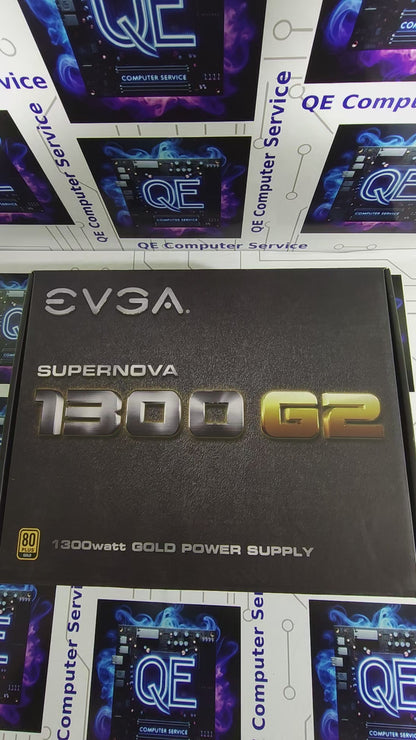 QE
COMPUTER SERVICE
Service
QE Computer Service
QE Computer Service
QE
COMPUTER SERVICE
QE
QE Computer Service
EVGA.
SUPERNOVA
1300 G2
80
PLUS
GOLD
1300watt GOLD POWER SUPPLY
Computer Service
QE
COMPUTER SERVICE
Computer Serv
QE
COMPUTER SERVICE